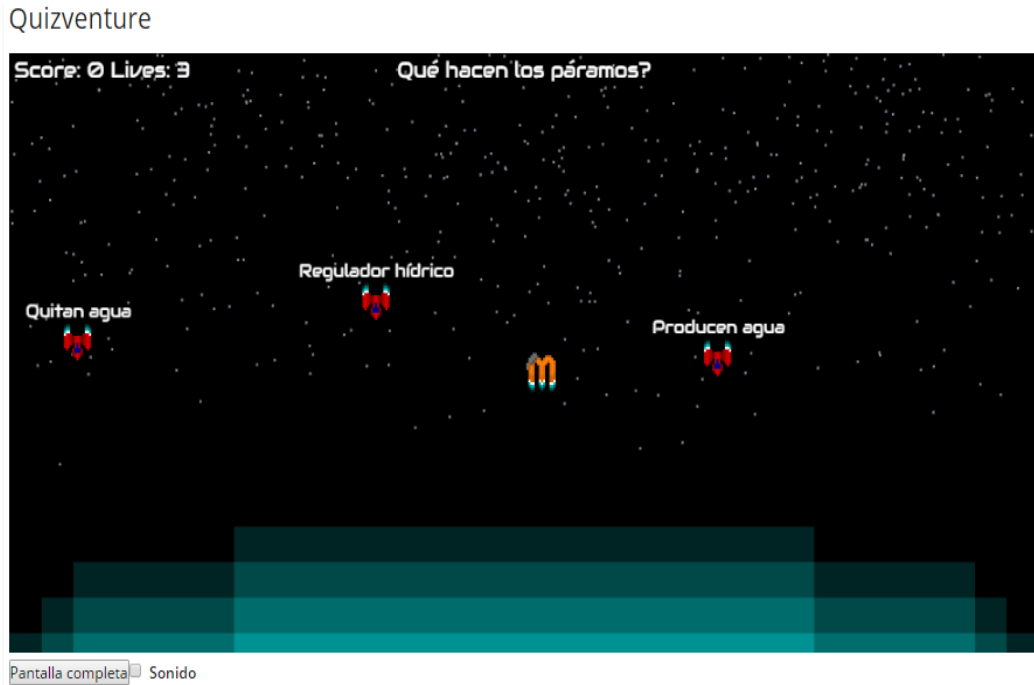 Quizventure
Score: 0 Lives: 3
Qué hacen los páramos?
Regulador hídrico
Quitan agua
Producen agua
Pantalla completa
Sonido